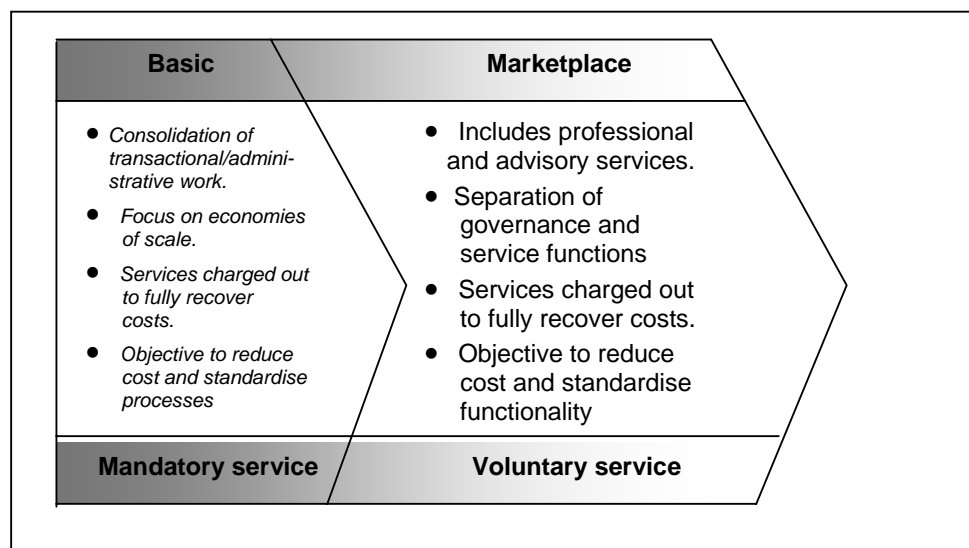 Basic
Marketplace
● Consolidation of
transactional/admini-
strative work.
● Focus on economies
of scale.
● Services charged out
to fully recover
costs.
● Objective to reduce
cost and standardise
processes
● Includes professional
and advisory services.
● Separation of
governance and
service functions
● Services charged out
to fully recover costs.
● Objective to reduce
cost and standardise
functionality
Mandatory service
Voluntary service